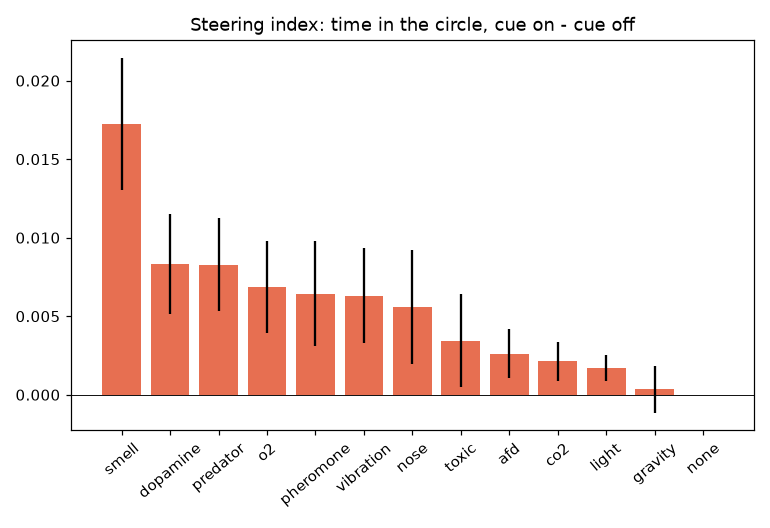 Steering index: time in the circle, cue on - cue off
0.020
0.015
0.010
0.005
0.000
smell
dopamine
predator
o2
pheromone
vibration
nose
toxic
afd
co2
light
gravity
none